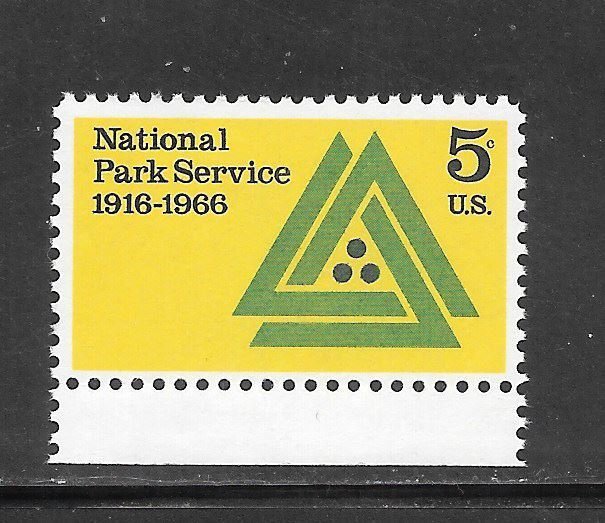 National
Park Service
1916-1966
5c
U.S.